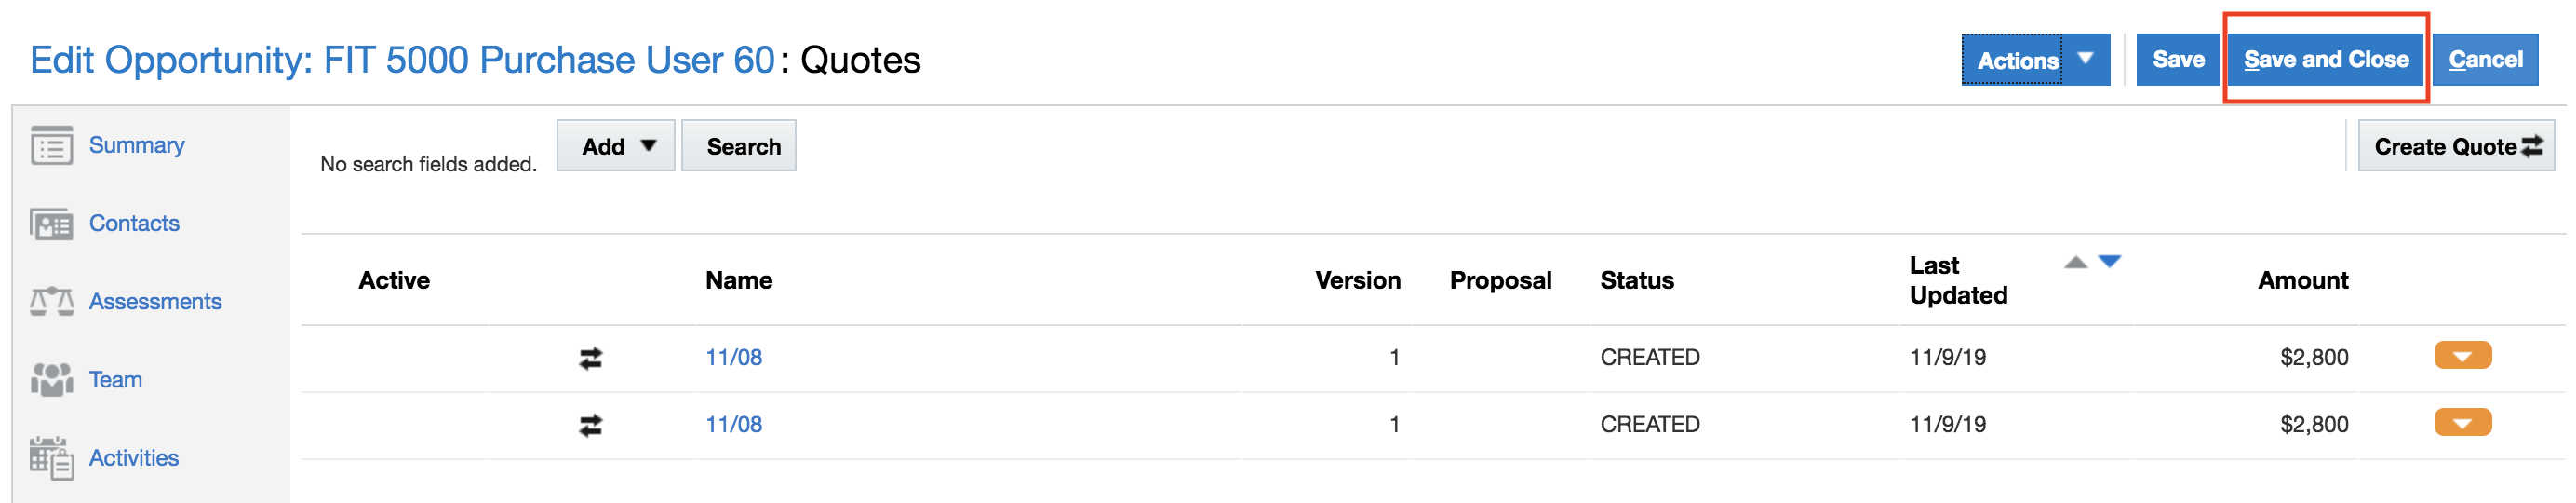 Edit Opportunity: FIT 5000 Purchase User 60: Quotes
Actions
Save
Save and Close
Cancel
Summary
Contacts
Assessments
Team
Activities
No search fields added.
Add
Search
Create Quote
Active Name Version Proposal Status Last Updated Amount
11/08 1 CREATED 11/9/19 $2,800
11/08 1 CREATED 11/9/19 $2,800